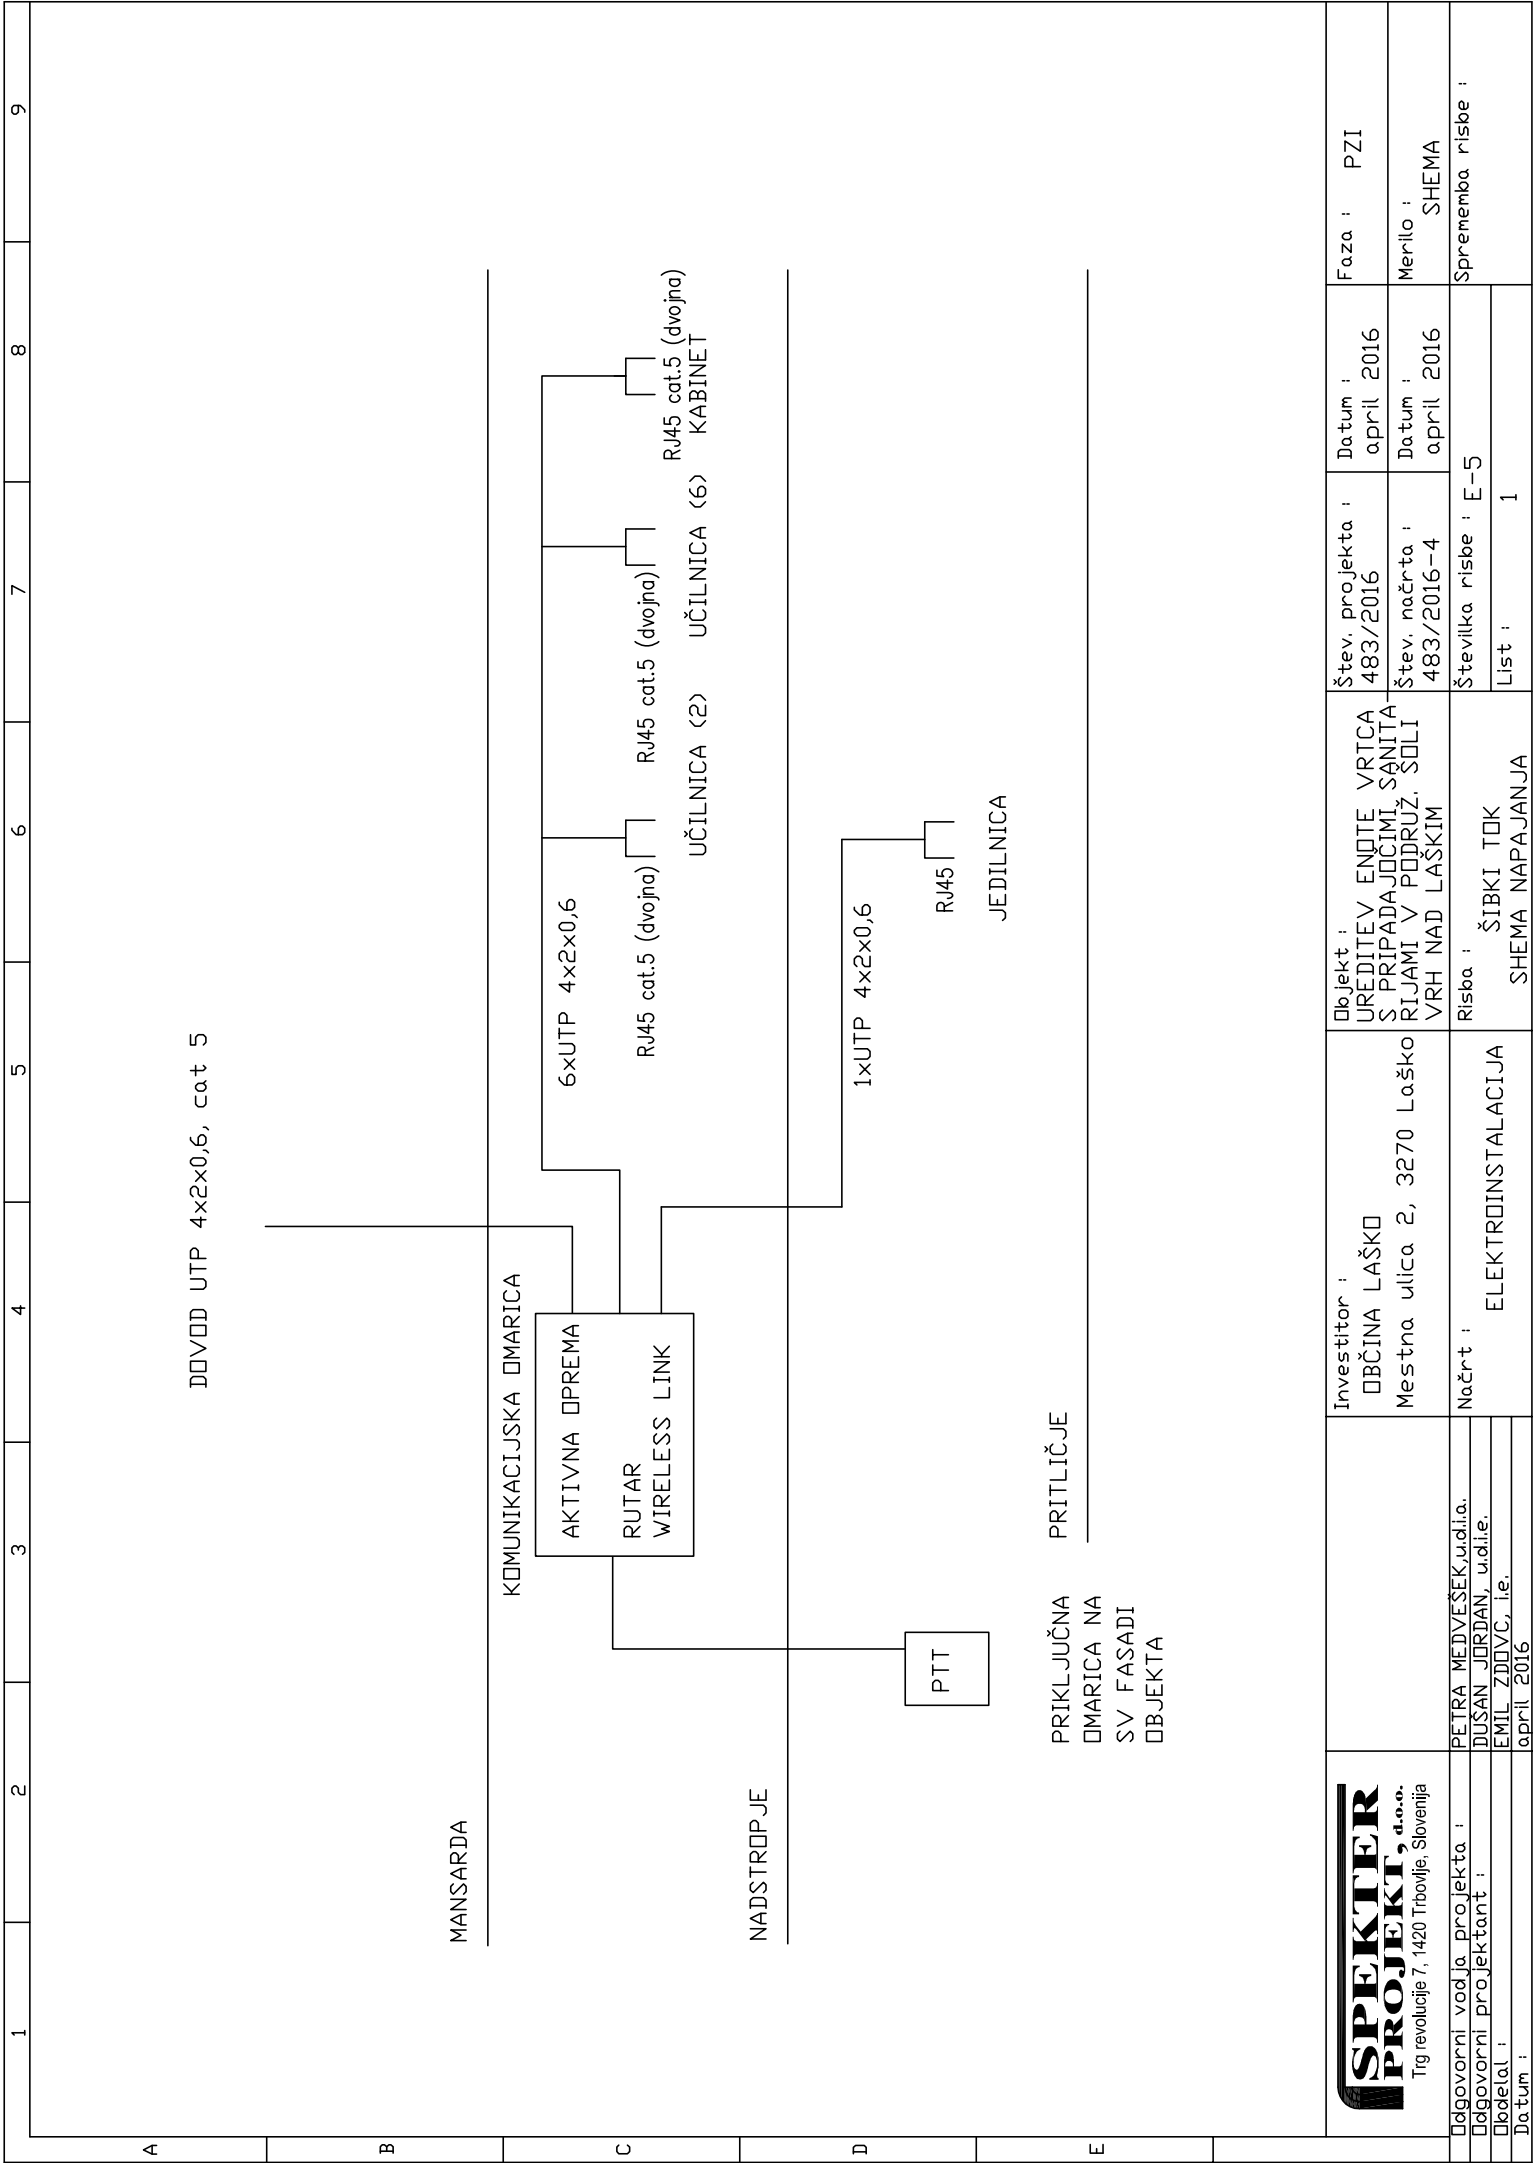 1 2 3 4 5 6 7 8 9
A
B
C
D
E
DOVOD UTP 4x2x0,6, cat 5
MANSARDA
KOMUNIKACIJSKA OMARICA
AKTIVNA OPREMA
RUTAR
WIRELESS LINK
6xUTP 4x2x0,6
RJ45 cat.5 (dvojna)
UČILNICA (2)
RJ45 cat.5 (dvojna)
UČILNICA (6)
RJ45 cat.5 (dvojna)
KABINET
NADSTROPJE
1xUTP 4x2x0,6
RJ45
JEDILNICA
PTT
PRIKLJUČNA
OMARICA NA
SV FASADI
OBJEKTA
PRITLIČJE
SPEKTER
PROJEKT, d.o.o.
Trg revolucije 7, 1420 Trbovlje, Slovenija
Odgovorni vodja projekta : PETRA MEDVEŠEK,u.d.i.a.
Odgovorni projektant : DUŠAN JORDAN, u.d.i.e.
Obdelal : EMIL ZDOVC, i.e.
Datum : april 2016
Investitor :
OBČINA LAŠKO
Mestna ulica 2, 3270 Laško
Načrt :
ELEKTROINSTALACIJA
Objekt :
UREDITEV ENOTE VRTCA
S PRIPADAJOČIMI SANITA-
RIJAMI V PODRUŽ. ŠOLI
VRH NAD LAŠKIM
Risba :
ŠIBKI TOK
SHEMA NAPAJANJA
Štev. projekta :
483/2016
Štev. načrta :
483/2016-4
Datum :
april 2016
Datum :
april 2016
Faza : PZI
Merilo :
SHEMA
Številka risbe : E-5
List : 1
Sprememba risbe :